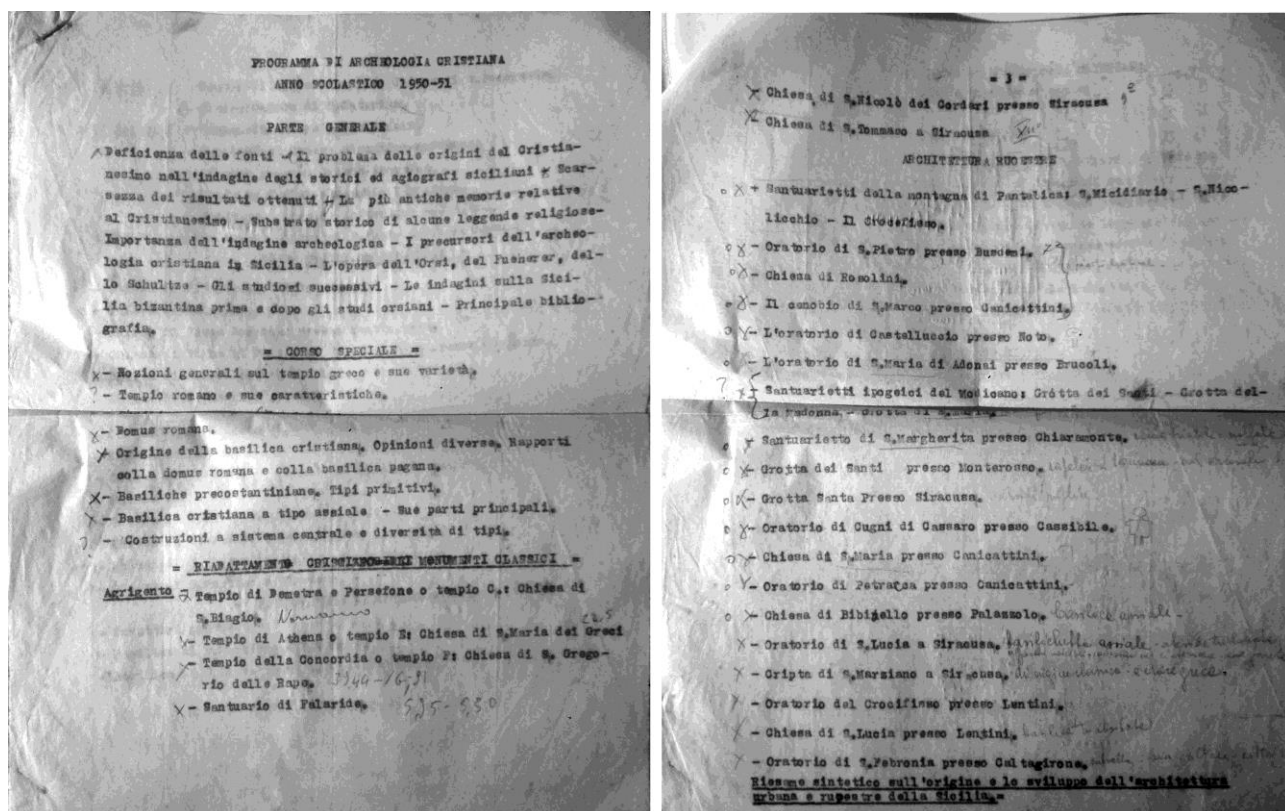 PROGRAMMA DI ARCHEOLOGIA CRISTIANA
ANNO SCOLASTICO 1950-51
PARTE GENERALE
Deficienza delle fonti - Il problema delle origini del Cristia-
nesimo nell'indagine degli storici ed agiografi siciliani - Scar-
sezza dei risultati ottenuti - Le più antiche memorie relative
al Cristianesimo - Substrato storico di alcune leggende religiose-
Importanza dell'indagine archeologica - I precursori dell'archeo-
logia cristiana in Sicilia - L'opera dell'Orsi, del Fuehrer, del-
lo Schultze - Gli studiosi successivi - Le indagini sulla Sici-
lia bizantina prima e dopo gli studi orsiani - Principale biblio-
grafia.
= CORSO SPECIALE =
x - Nozioni generali sul tempio greco e sue varietà.
? - Tempio romano e sue caratteristiche.
x - Domus romana.
x - Origine della basilica cristiana. Opinioni diverse. Rapporti
colla domus romana e colla basilica pagana.
x - Basiliche precostantiniane. Tipi primitivi.
x - Basilica cristiana a tipo assiale - Sue parti principali.
? - Costruzioni a sistema centrale e diversità di tipi.
= RIADATTAMENTO MONUMENTI CLASSICI =
Agrigento - Tempio di Demetra e Persefone o tempio C.: Chiesa di
S.Biagio. Normanno
x - Tempio di Athena o tempio E: Chiesa di S.Maria dei Greci
x - Tempio della Concordia o tempio F: Chiesa di S. Grego-
rio delle Rape.
x - Santuario di Falaride.
= 3 =
x - Chiesa di S.Nicolò dei Cordari presso Siracusa
x - Chiesa di S.Tommaso a Siracusa XII
ARCHITETTURA RUPESTRE
o x - Santuarietti della montagna di Pantalica: S.Micidiario - S.Nico-
licchio - Il Crocefisso.
o x - Oratorio di S.Pietro presso Buscemi.
o x - Chiesa di Rosolini.
o x - Il cenobio di S.Marco presso Canicattini.
o x - L'oratorio di Castelluccio presso Noto.
o x - L'oratorio di S.Maria di Adonai presso Brucoli.
? x - Santuarietti ipogeici del Modicano: Grotta dei Santi - Grotta del-
la Madonna - Grotta di S.Maria.
o x - Santuarietto di S.Margherita presso Chiaramonte.
o x - Grotta dei Santi presso Monterosso.
o x - Grotta Santa Presso Siracusa.
o x - Oratorio di Cugni di Cassaro presso Cassibile.
o x - Chiesa di S.Maria presso Canicattini.
o x - Oratorio di Petracca presso Canicattini.
o x - Chiesa di Bibinello presso Palazzolo.
x - Oratorio di S.Lucia a Siracusa.
x - Cripta di S.Marziano a Siracusa.
x - Oratorio del Crocifisso presso Lentini.
x - Chiesa di S.Lucia presso Lentini.
x - Oratorio di S.Febronia presso Caltagirone.
Riesame sintetico sull'origine e lo sviluppo dell'architettura
urbana e rupestre della Sicilia.=